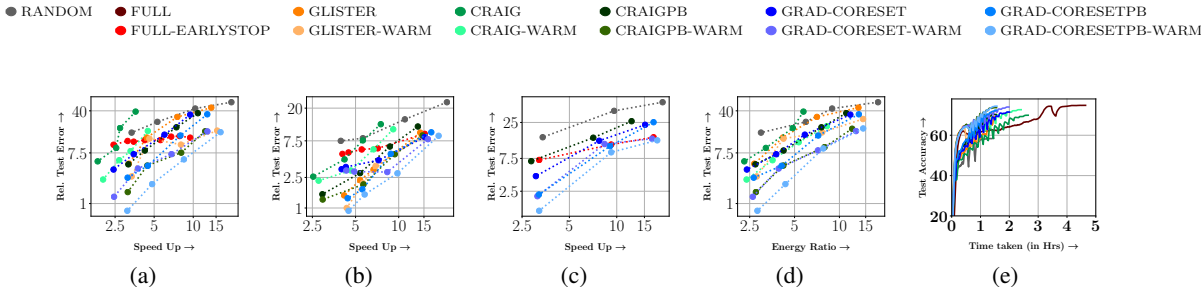 RANDOM FULL GLISTER CRAIG CRAIGPB GRAD-CORESET GRAD-CORESETPB
FULL-EARLYSTOP GLISTER-WARM CRAIG-WARM CRAIGPB-WARM GRAD-CORESET-WARM GRAD-CORESETPB-WARM
Rel. Test Error →
40
7.5
1
2.5 5 10 15
Speed Up →
(a)
Rel. Test Error →
20
7.5
2.5
1
2.5 5 10 15
Speed Up →
(b)
Rel. Test Error →
25
7.5
2.5
2.5 5 10 15
Speed Up →
(c)
Rel. Test Error →
40
7.5
1
2.5 5 10 15
Energy Ratio →
(d)
Test Accuracy →
60
40
20
0 1 2 3 4 5
Time taken (in Hrs) →
(e)